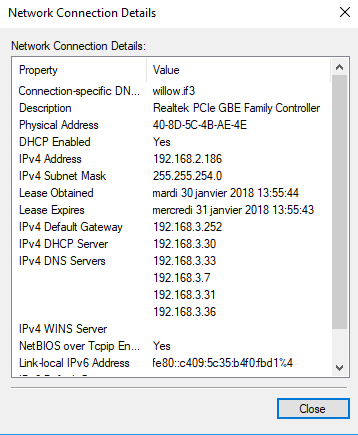 Network Connection Details
Network Connection Details:
Property Value
Connection-specific DN... willow.if3
Description Realtek PCIe GBE Family Controller
Physical Address 40-8D-5C-4B-AE-4E
DHCP Enabled Yes
IPv4 Address 192.168.2.186
IPv4 Subnet Mask 255.255.254.0
Lease Obtained mardi 30 janvier 2018 13:55:44
Lease Expires mercredi 31 janvier 2018 13:55:43
IPv4 Default Gateway 192.168.3.252
IPv4 DHCP Server 192.168.3.30
IPv4 DNS Servers 192.168.3.33
192.168.3.7
192.168.3.31
192.168.3.36
IPv4 WINS Server
NetBIOS over Tcpip En... Yes
Link-local IPv6 Address fe80::c409:5c35:b4f0:fbd1%4
Close